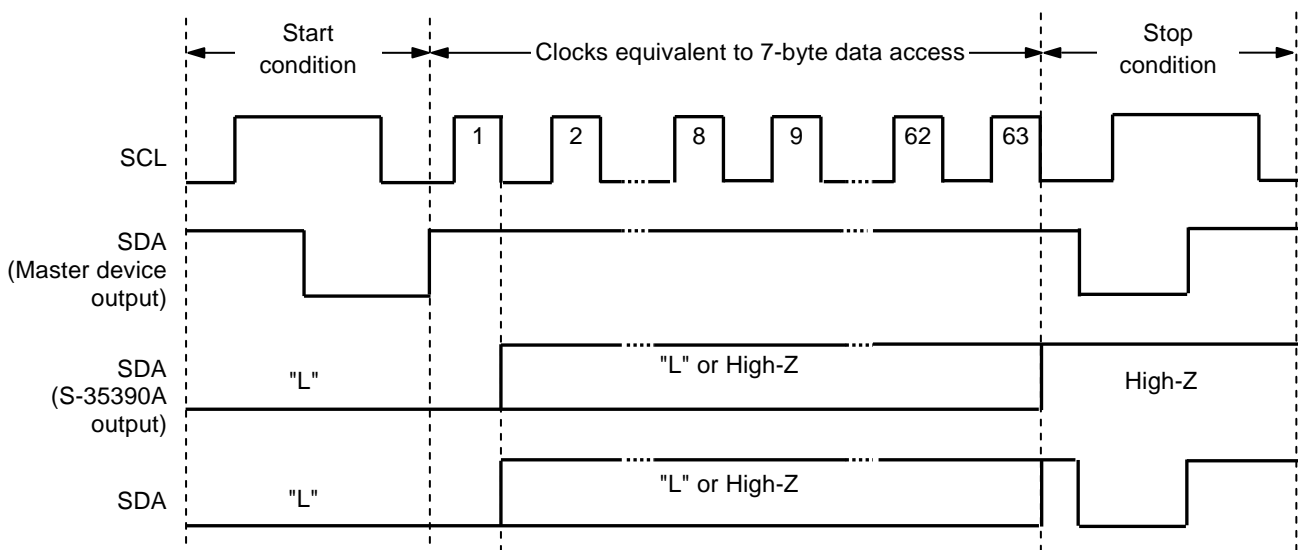 Start
condition
Clocks equivalent to 7-byte data access
Stop
condition
SCL
1
2
8
9
62
63
SDA
(Master device
output)
SDA
(S-35390A
output)
"L"
"L" or High-Z
High-Z
SDA
"L"
"L" or High-Z